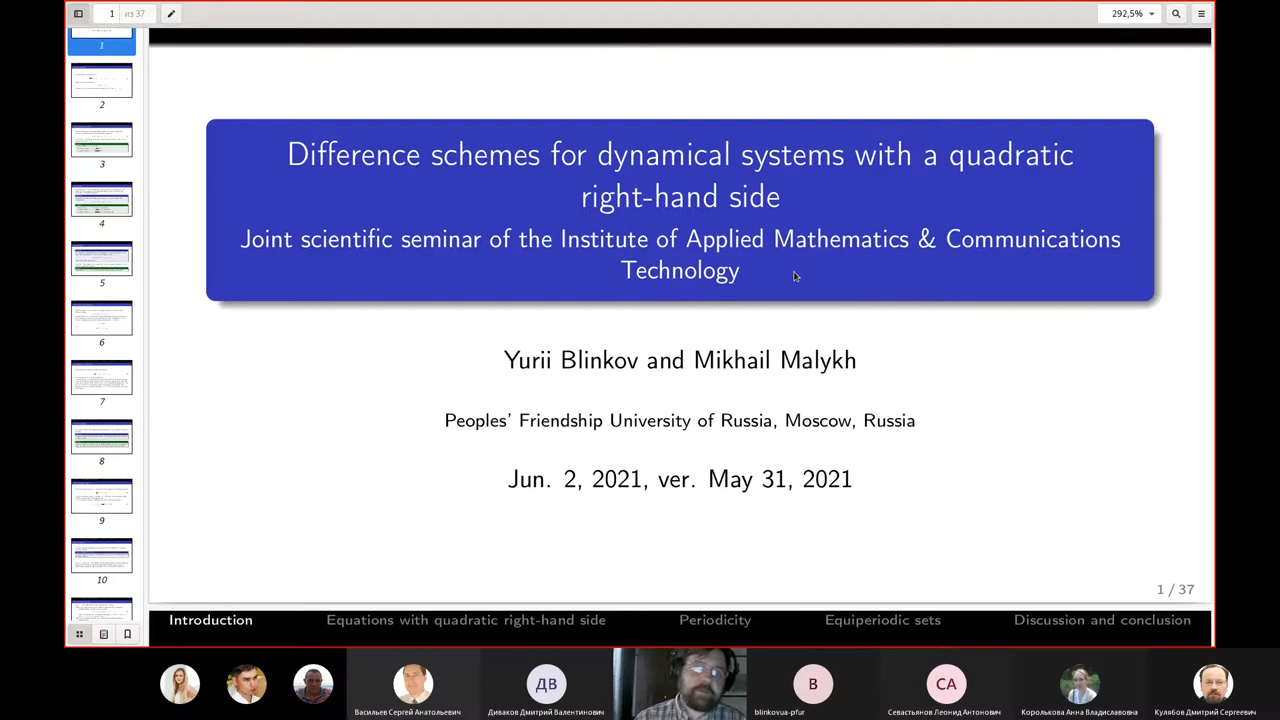 1
из 37
292,5%
1
2
3
4
5
6
7
8
9
10
Difference schemes for dynamical systems with a quadratic
right-hand side
Joint scientific seminar of the Institute of Applied Mathematics & Communications
Technology
Yurii Blinkov and Mikhail Malykh
Peoples' Friendship University of Russia, Moscow, Russia
Jun. 2, 2021, ver. May 31, 2021
1 / 37
Introduction
Equations with quadratic right-hand side
Periodicity
Equiperiodic sets
Discussion and conclusion
ДВ
В
СА
Васильев Сергей Анатольевич
Диваков Дмитрий Валентинович
blinkovua-pfur
Севастьянов Леонид Антонович
Королькова Анна Владиславовна
Кулябов Дмитрий Сергеевич